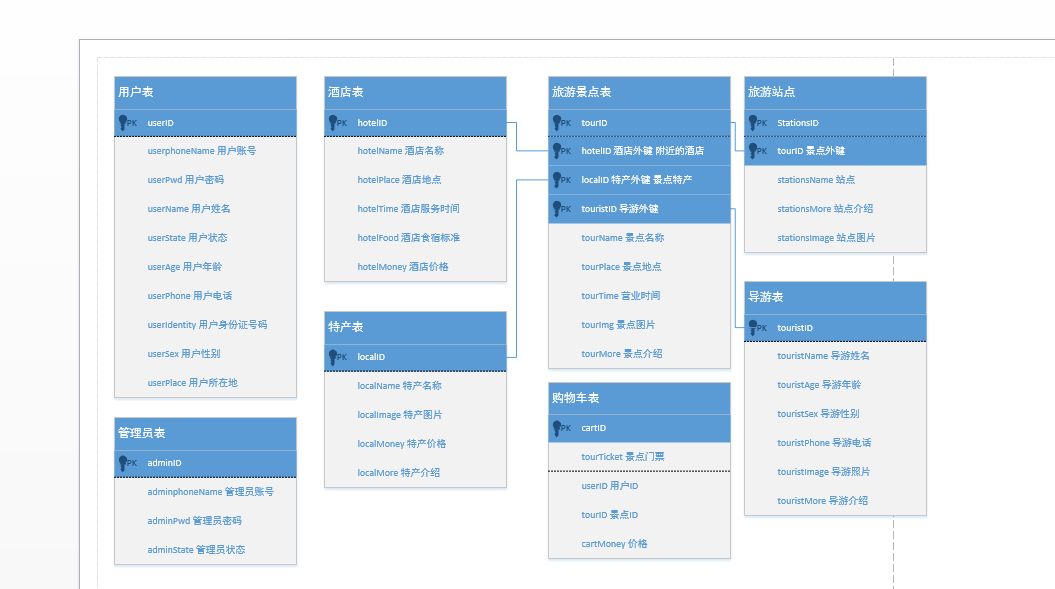 用户表
PK userID
userphoneName 用户账号
userPwd 用户密码
userName 用户姓名
userState 用户状态
userAge 用户年龄
userPhone 用户电话
userIdentity 用户身份证号码
userSex 用户性别
userPlace 用户所在地
管理员表
PK adminID
adminphoneName 管理员账号
adminPwd 管理员密码
adminState 管理员状态
酒店表
PK hotelID
hotelName 酒店名称
hotelPlace 酒店地点
hotelTime 酒店服务时间
hotelFood 酒店食宿标准
hotelMoney 酒店价格
特产表
PK localID
localName 特产名称
localImage 特产图片
localMoney 特产价格
localMore 特产介绍
旅游景点表
PK tourID
PK hotelID 酒店外键 附近的酒店
PK localID 特产外键 景点特产
PK touristID 导游外键
tourName 景点名称
tourPlace 景点地点
tourTime 营业时间
tourImg 景点图片
tourMore 景点介绍
购物车表
PK cartID
tourTicket 景点门票
userID 用户ID
tourID 景点ID
cartMoney 价格
旅游站点
PK StationsID
PK tourID 景点外键
stationsName 站点
stationsMore 站点介绍
stationsImage 站点图片
导游表
PK touristID
touristName 导游姓名
touristAge 导游年龄
touristSex 导游性别
touristPhone 导游电话
touristImage 导游照片
touristMore 导游介绍